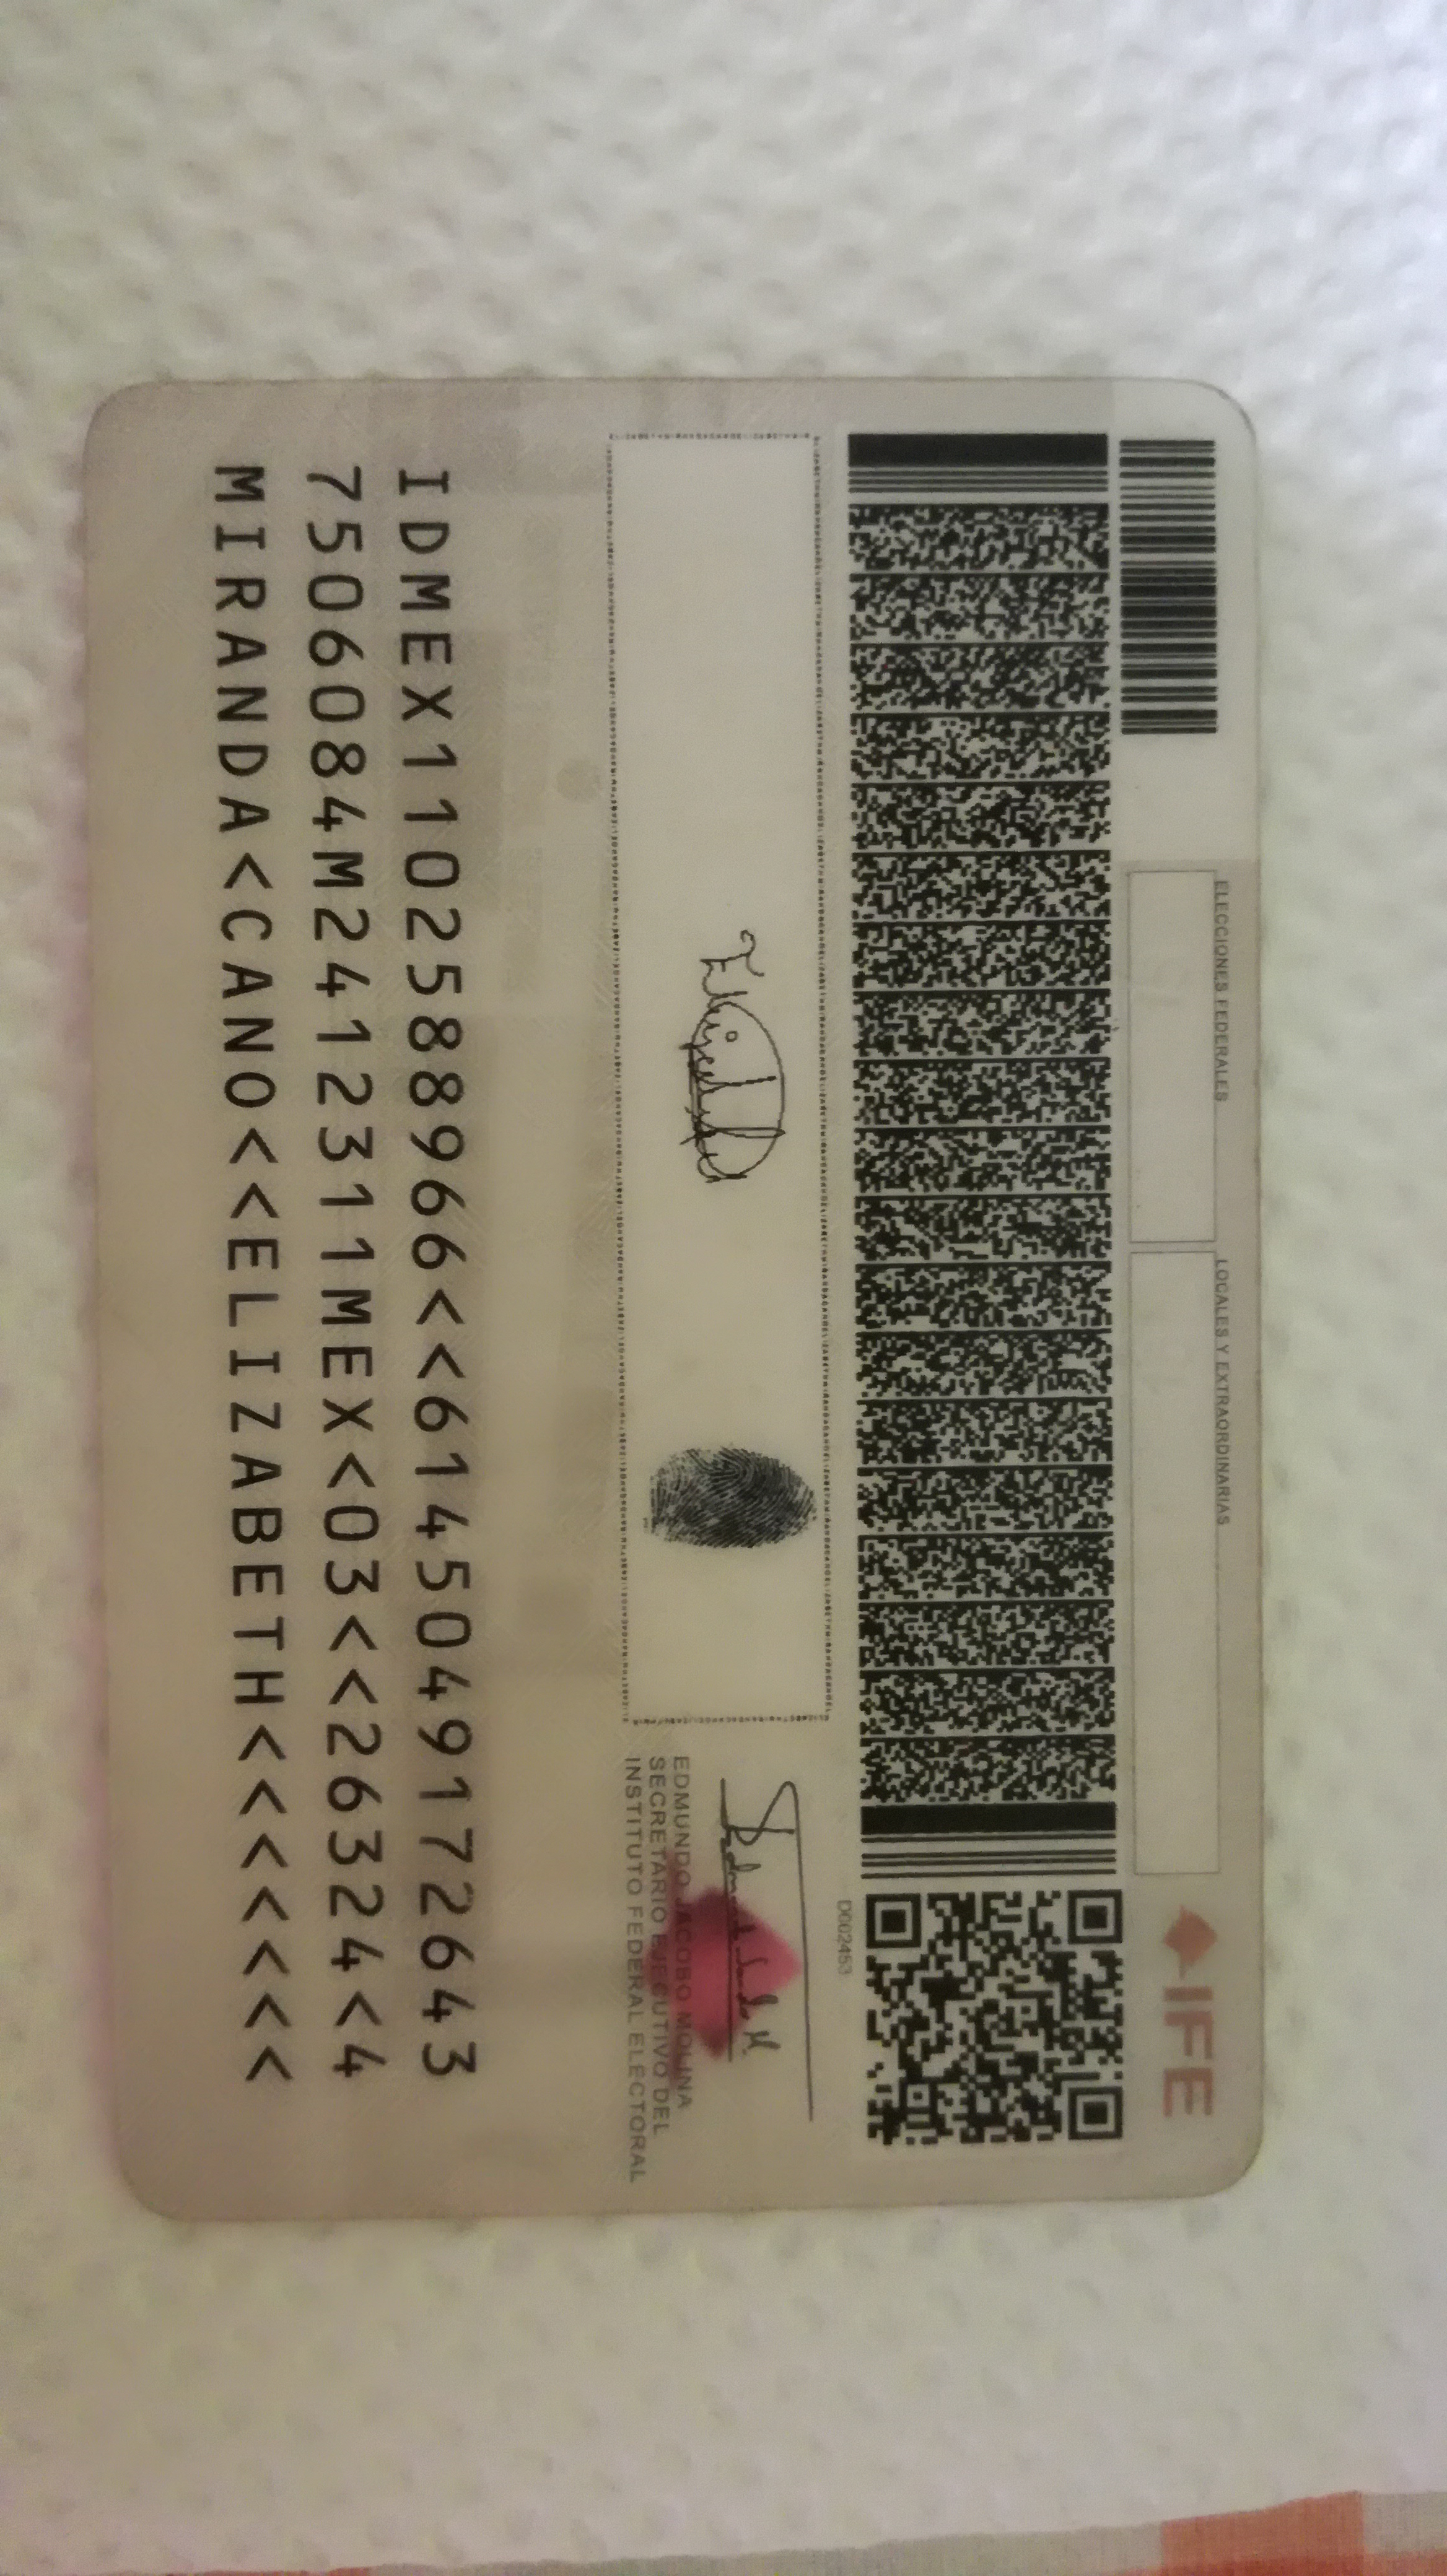 ELECCIONES FEDERALES
LOCALES Y EXTRAORDINARIAS
IFE
D002453
EDMUNDO JACOBO MOLINA
SECRETARIO EJECUTIVO DEL
INSTITUTO FEDERAL ELECTORAL
IDMEX1102588966<<6145049172643
7506084M2412311MEX<03<<26324<4
MIRANDA<CANO<<ELIZABETH<<<<<<<